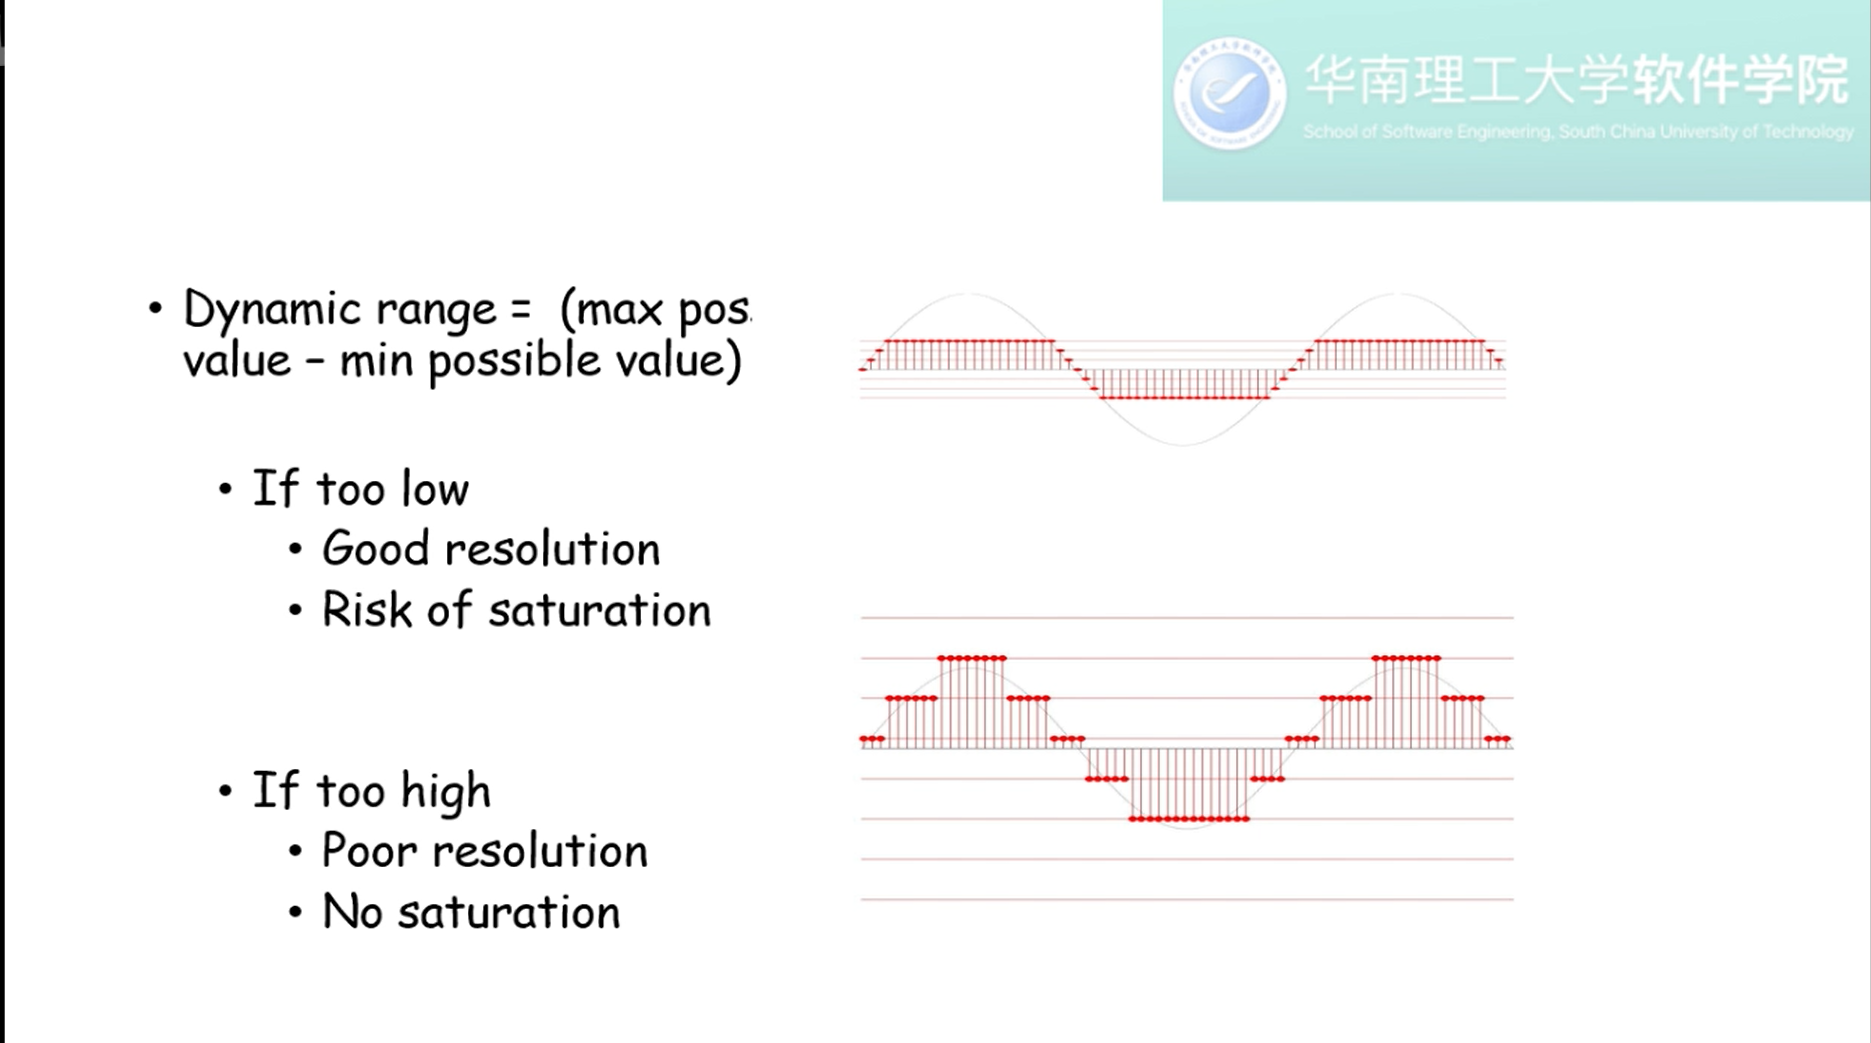 华南理工大学软件学院
School of Software Engineering, South China University of Technology
• Dynamic range = (max pos.
value – min possible value)
• If too low
• Good resolution
• Risk of saturation
• If too high
• Poor resolution
• No saturation